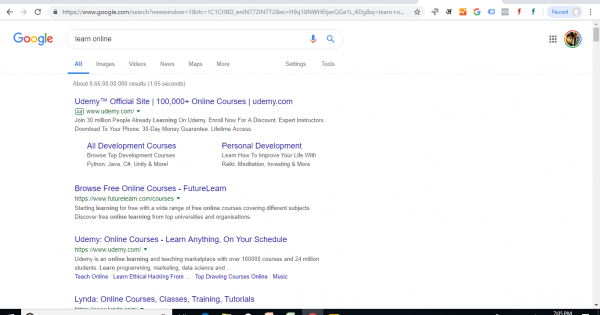 https://www.google.com/search?newwindow=1&rlz=1C1CHBD_enIN772IN772&ei=H9q1XNWHEtjerQGa1L_4Dg&q=learn+o...
Paused
Google
learn online
All Images Videos News Maps More Settings Tools
About 8,65,00,00,000 results (1.05 seconds)
Udemy™ Official Site | 100,000+ Online Courses | udemy.com
Ad www.udemy.com/
Join 30 million People Already Learning On Udemy. Enroll Now For A Discount. Expert Instructors.
Download To Your Phone. 30-Day Money Guarantee. Lifetime Access.
All Development Courses Personal Development
Browse Top Development Courses Learn How To Improve Your Life With
Python, Java, C#, Unity & More! Reiki, Meditation, Investing & More
Browse Free Online Courses - FutureLearn
https://www.futurelearn.com/courses
Starting learning for free with a wide range of free online courses covering different subjects.
Discover free online learning from top universities and organisations.
Udemy: Online Courses - Learn Anything, On Your Schedule
https://www.udemy.com/
Udemy is an online learning and teaching marketplace with over 100000 courses and 24 million
students. Learn programming, marketing, data science and ...
Teach Online · Learn Ethical Hacking From ... · Top Drawing Courses Online · Music
Lynda: Online Courses, Classes, Training, Tutorials
7:05 PM